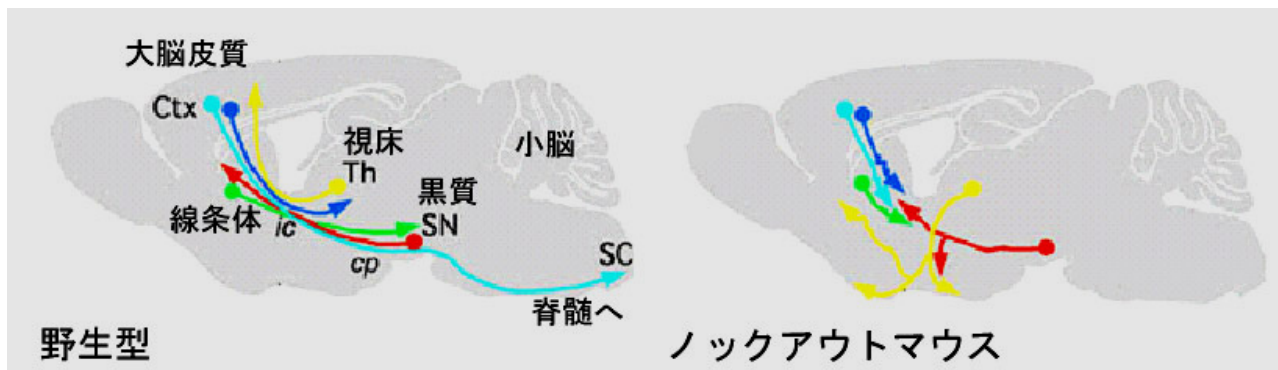 大脳皮質
Ctx
視床
Th
小脳
黒質
SN
線条体
ic
cp
SC
脊髄へ
野生型
ノックアウトマウス